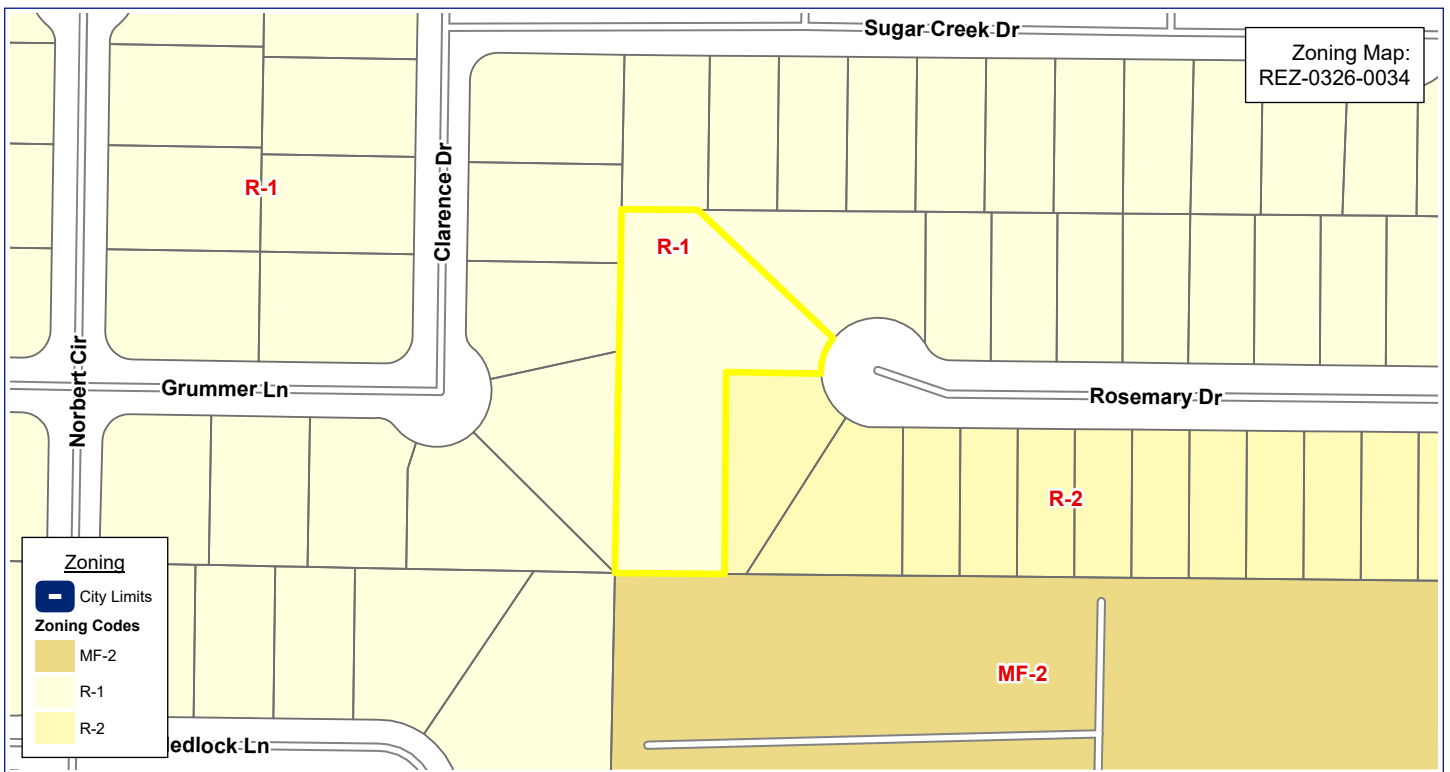 Sugar Creek Dr
Zoning Map:
REZ-0326-0034
Clarence Dr
R-1
R-1
Norbert Cir
Grummer Ln
Rosemary Dr
R-2
Zoning
City Limits
Zoning Codes
MF-2
R-1
R-2
MF-2
edlock Ln